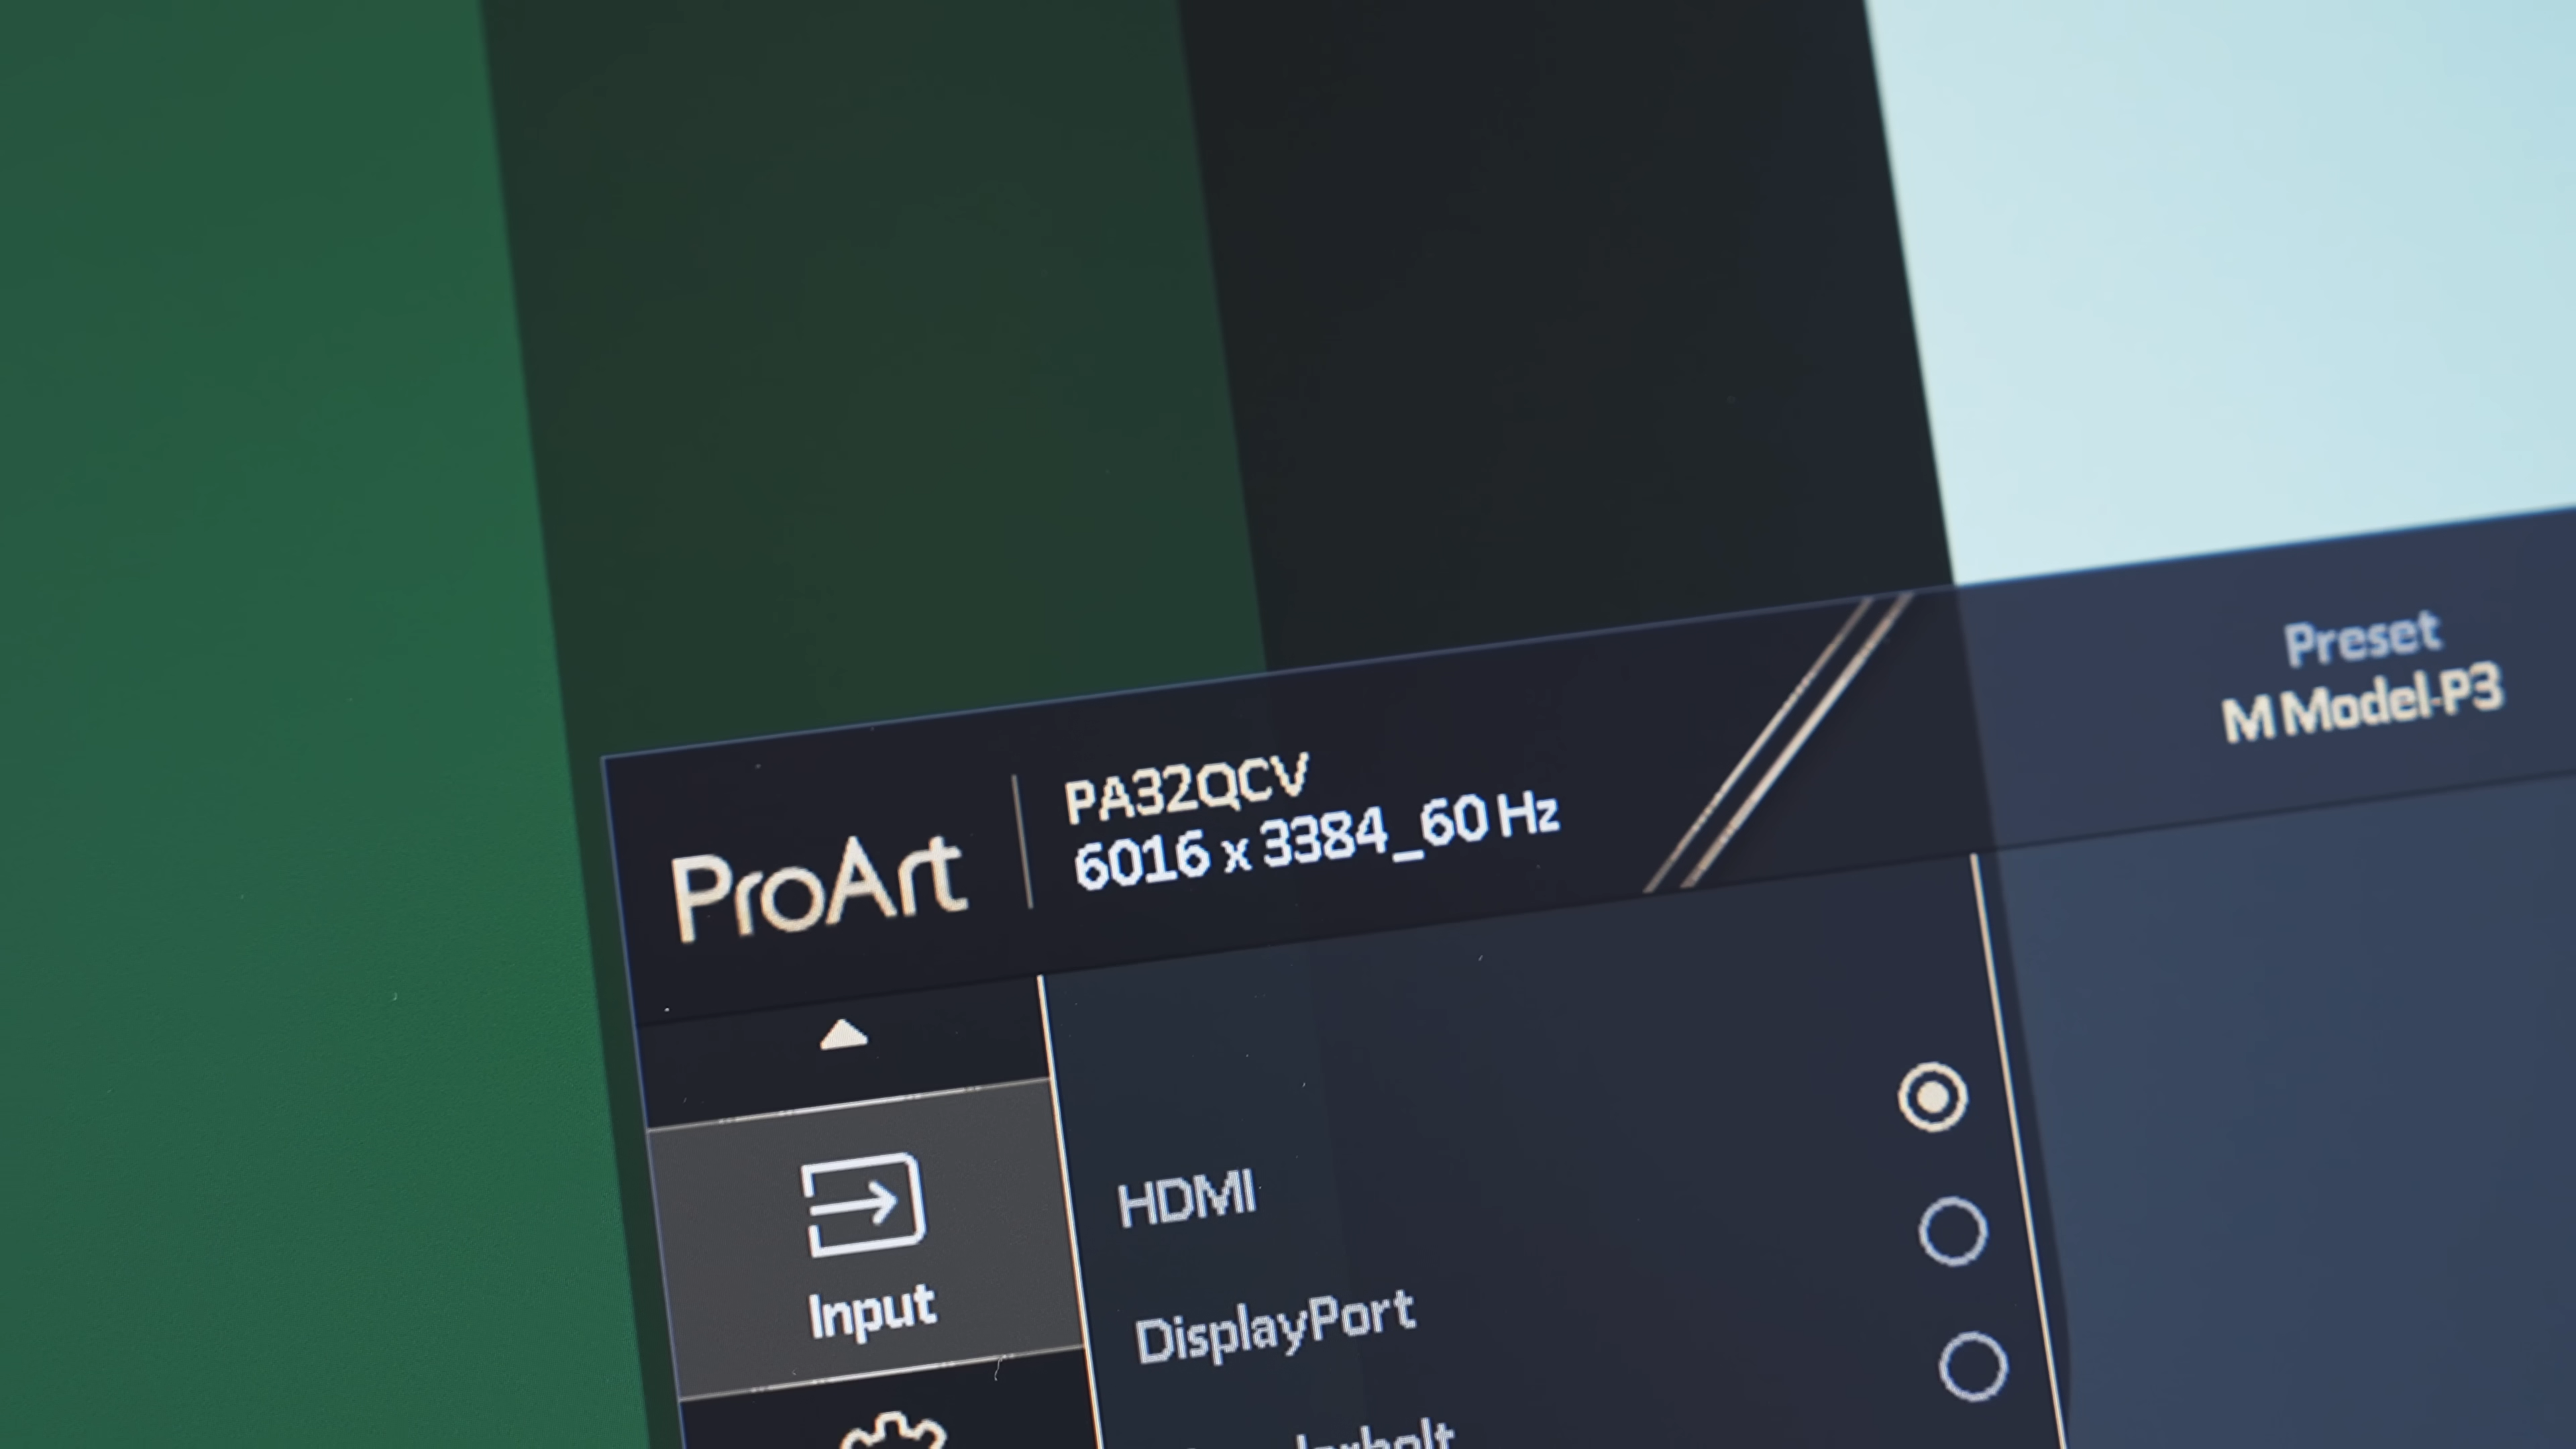 Preset
M Model-P3
PA32QCV
6016 x 3384_60 Hz
ProArt
Input
HDMI
DisplayPort